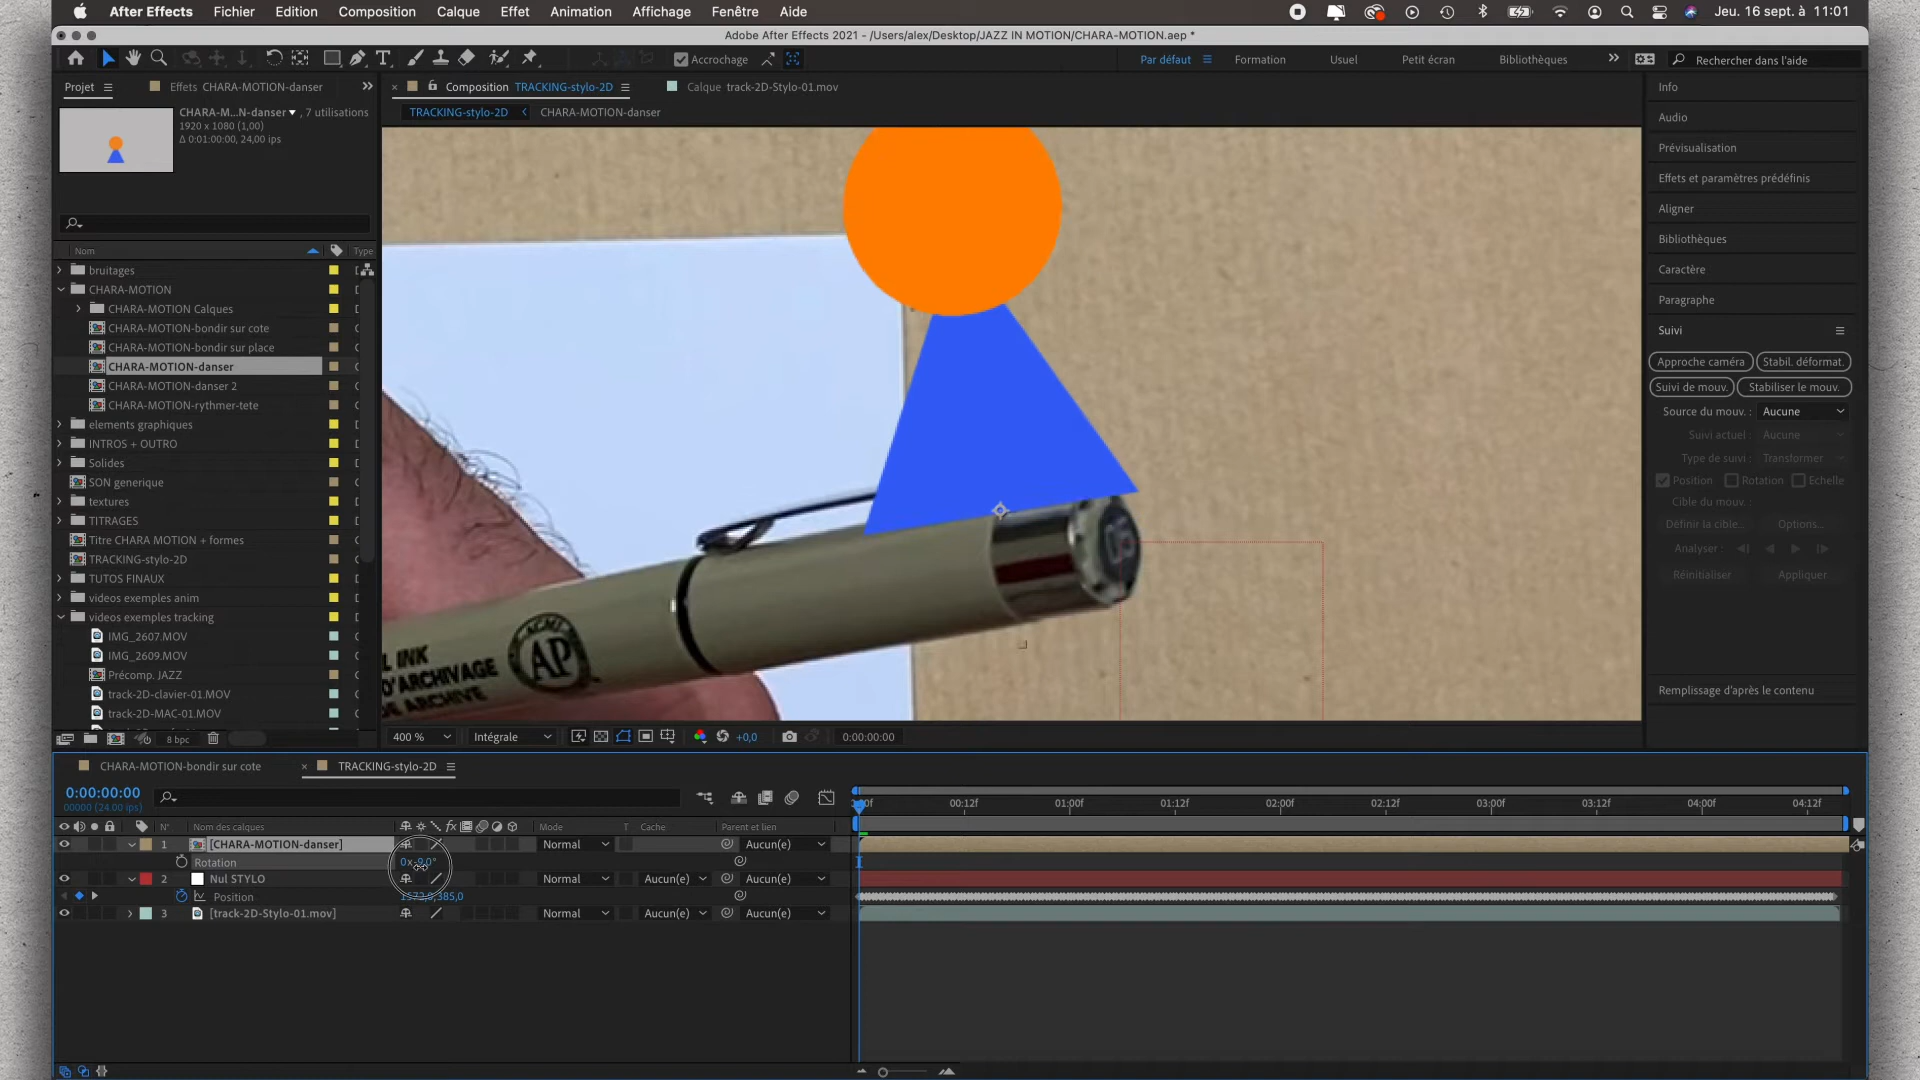 After Effects Fichier Edition Composition Calque Effet Animation Affichage Fenêtre Aide Jeu. 16 sept. à 11:01
Adobe After Effects 2021 - /Users/alex/Desktop/JAZZ IN MOTION/CHARA-MOTION.aep *
Accrochage Par défaut Formation Usuel Petit écran Bibliothèques Rechercher dans l'aide
Projet Effets CHARA-MOTION-danser Composition TRACKING-stylo-2D Calque track-2D-Stylo-01.mov
TRACKING-stylo-2D CHARA-MOTION-danser
CHARA-M...N-danser , 7 utilisations
1920 x 1080 (1,00)
Δ 0:01:00:00, 24,00 ips
Nom Type
bruitages
CHARA-MOTION
CHARA-MOTION Calques
CHARA-MOTION-bondir sur cote
CHARA-MOTION-bondir sur place
CHARA-MOTION-danser
CHARA-MOTION-danser 2
CHARA-MOTION-rythmer-tete
elements graphiques
INTROS + OUTRO
Solides
SON generique
textures
TITRAGES
Titre CHARA MOTION + formes
TRACKING-stylo-2D
TUTOS FINAUX
videos exemples anim
videos exemples tracking
IMG_2607.MOV
IMG_2609.MOV
Précomp. JAZZ
track-2D-clavier-01.MOV
track-2D-MAC-01.MOV
8 bpc
ACMI
AP
L INK
D'ARCHIVAGE
DE ARCHIVE
400 % Intégrale +0,0 0:00:00:00
Info
Audio
Prévisualisation
Effets et paramètres prédéfinis
Aligner
Bibliothèques
Caractère
Paragraphe
Suivi
Approche caméra Stabil. déformat.
Suivi de mouv. Stabiliser le mouv.
Source du mouv. : Aucune
Suivi actuel : Aucune
Type de suivi : Transformer
Position Rotation Echelle
Cible du mouv. :
Définir la cible... Options...
Analyser :
Réinitialiser Appliquer
Remplissage d'après le contenu
CHARA-MOTION-bondir sur cote TRACKING-stylo-2D
0:00:00:00
00000 (24.00 ips)
00:12f 01:00f 01:12f 02:00f 02:12f 03:00f 03:12f 04:00f 04:12f
N° Nom des calques Mode T Cache Parent et lien
1 [CHARA-MOTION-danser] Normal Aucun(e)
Rotation
2 Nul STYLO Normal Aucun(e) Aucun(e)
Position
3 [track-2D-Stylo-01.mov] Normal Aucun(e) Aucun(e)